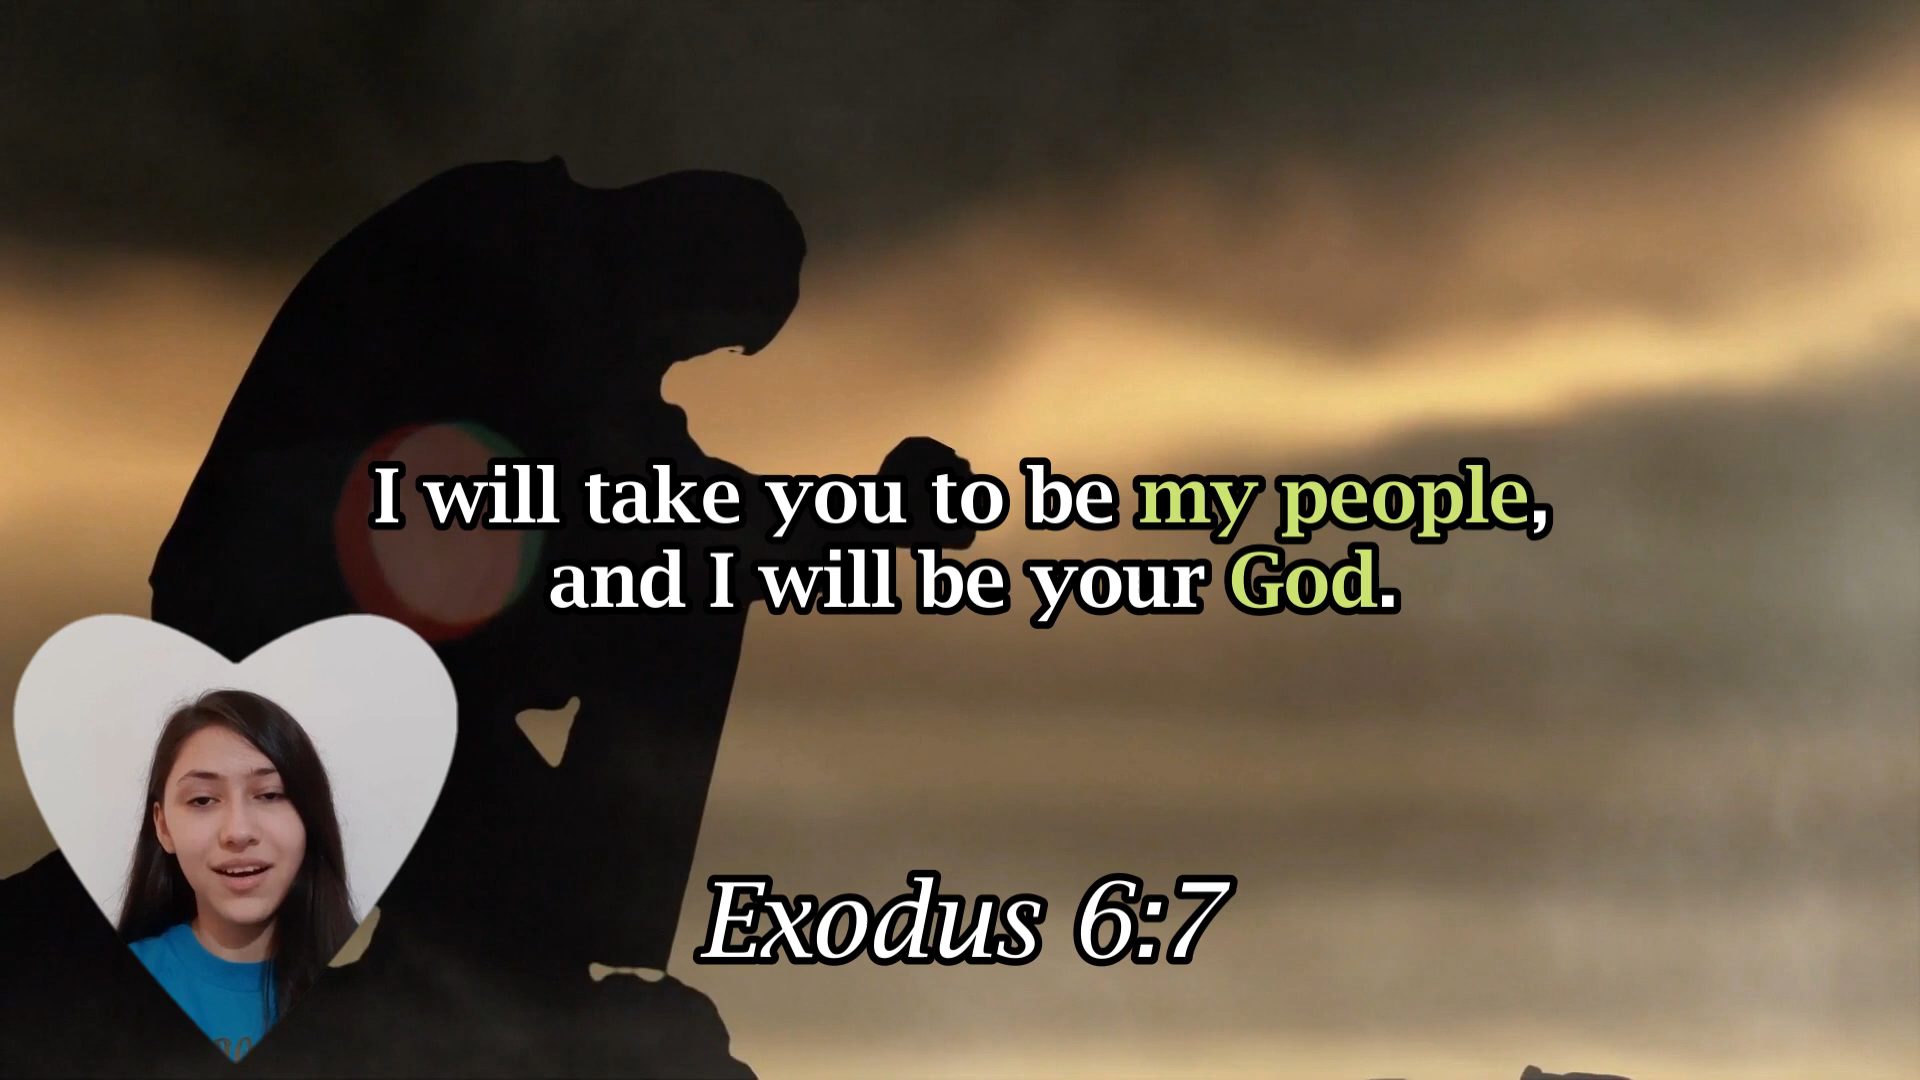 I will take you to be my people,
and I will be your God.
Exodus 6:7